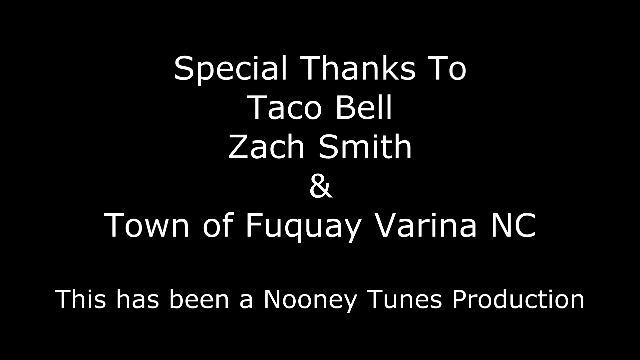 Special Thanks To
Taco Bell
Zach Smith
&
Town of Fuquay Varina NC
This has been a Nooney Tunes Production